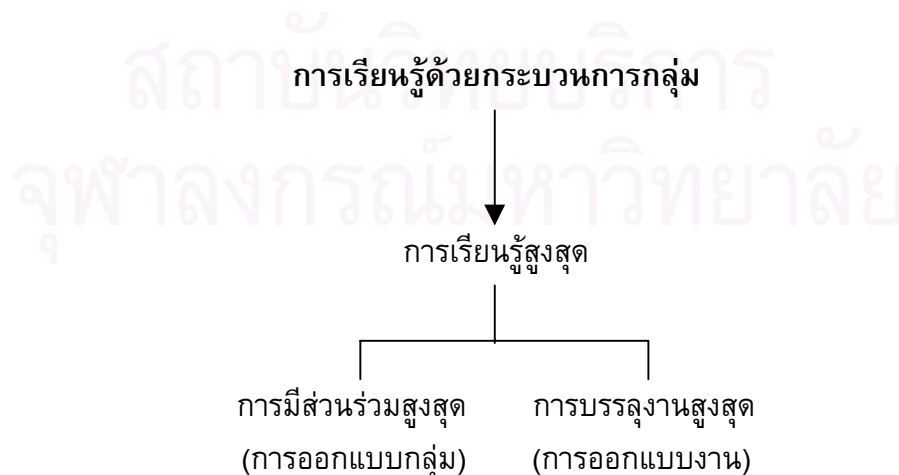 สถาบันวิทยบริการ
การเรียนรู้ด้วยกระบวนการกลุ่ม
จุฬาลงกรณ์มหาวิทยาลัย
การเรียนรู้สูงสุด
การมีส่วนร่วมสูงสุด การบรรลุงานสูงสุด
(การออกแบบกลุ่ม) (การออกแบบงาน)